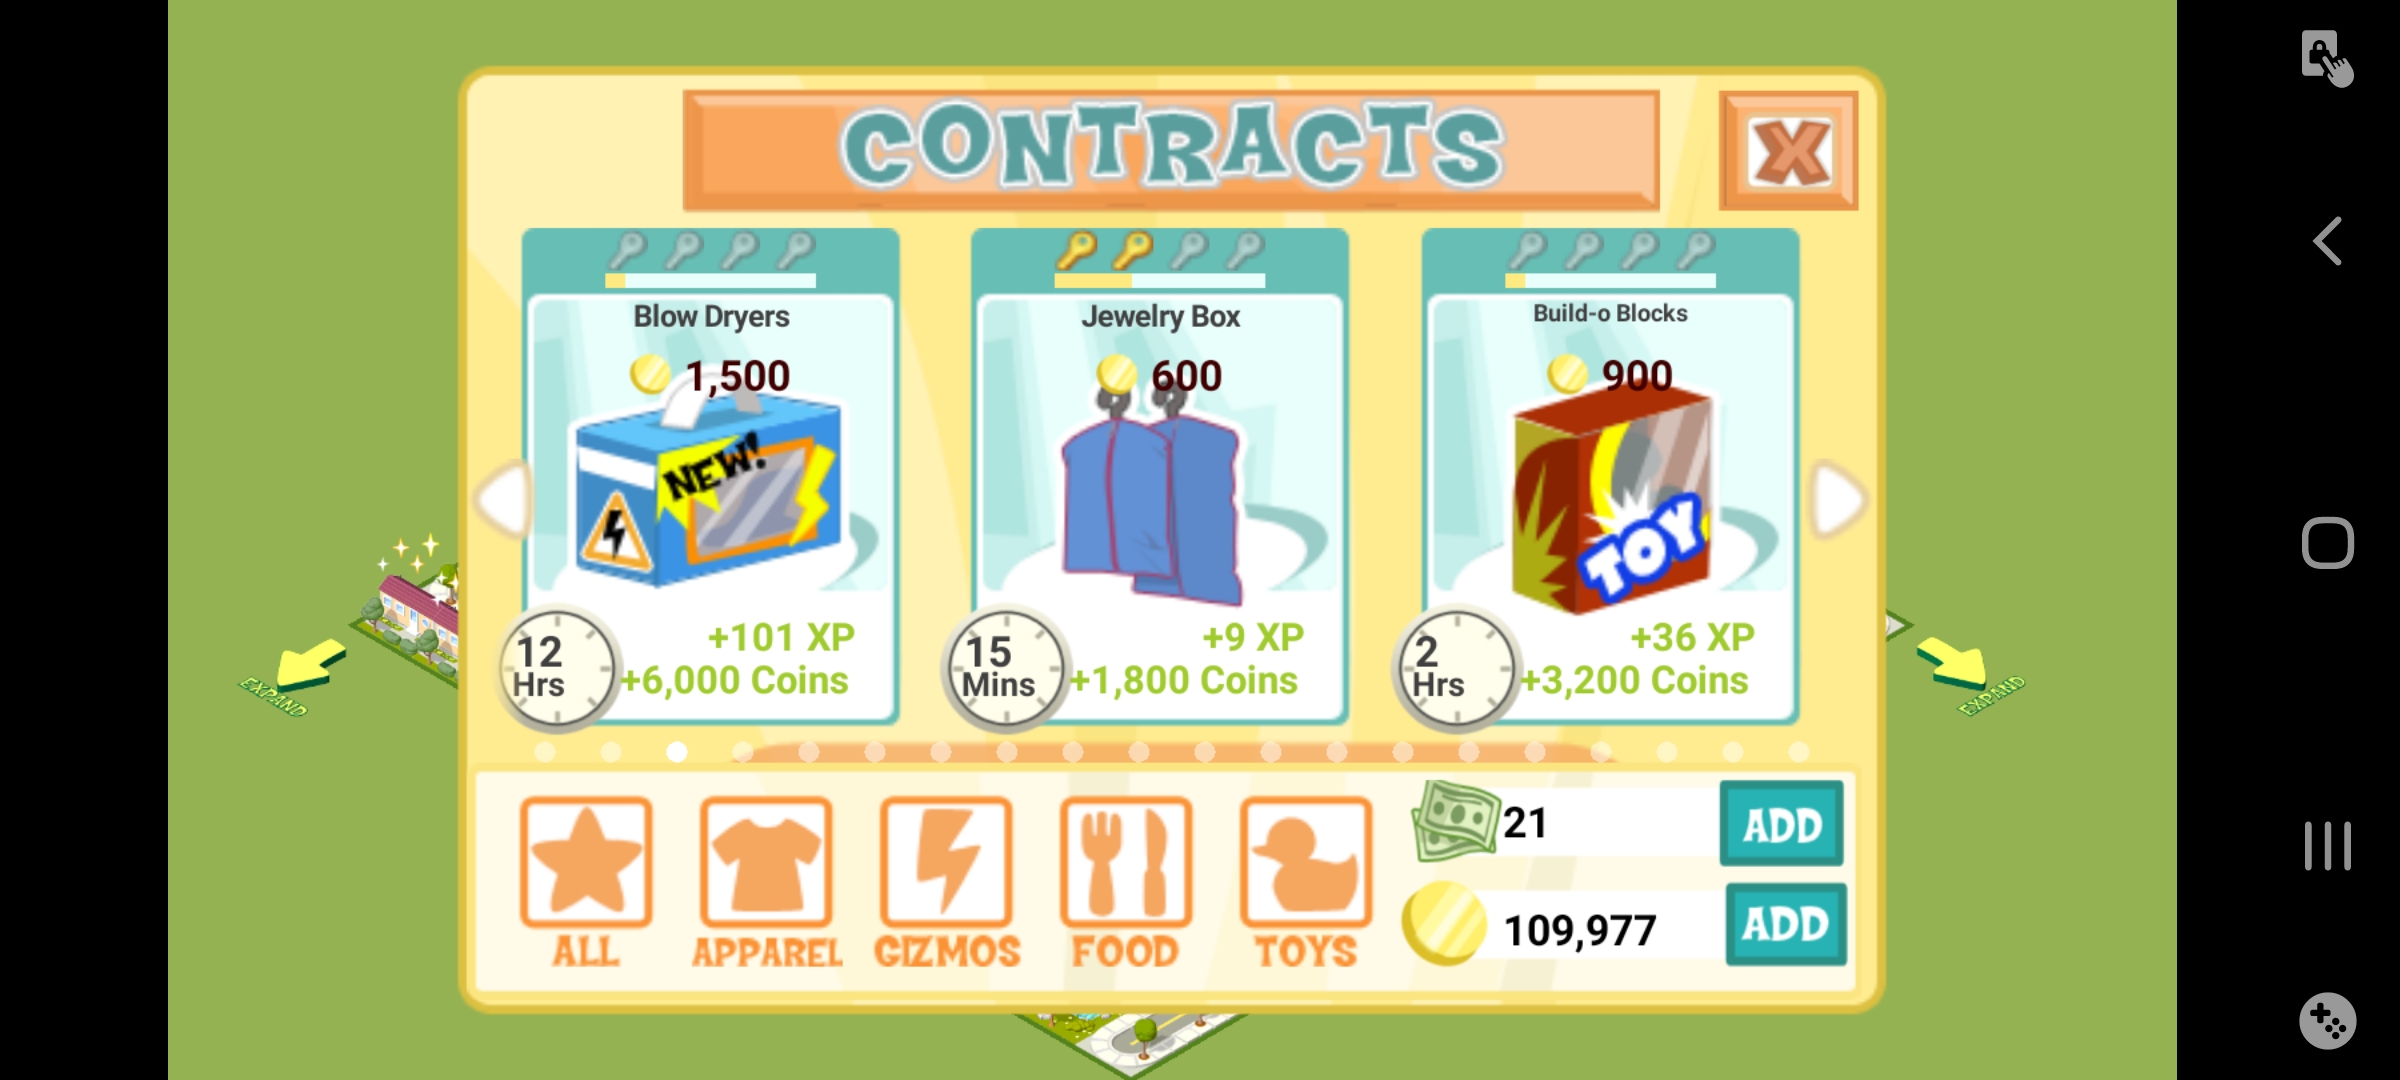 CONTRACTS
X
Blow Dryers
1,500
NEW!
12
Hrs
+101 XP
+6,000 Coins
Jewelry Box
600
15
Mins
+9 XP
+1,800 Coins
Build-o Blocks
900
TOY
2
Hrs
+36 XP
+3,200 Coins
EXPAND
EXPAND
ALL
APPAREL
GIZMOS
FOOD
TOYS
21
ADD
109,977
ADD